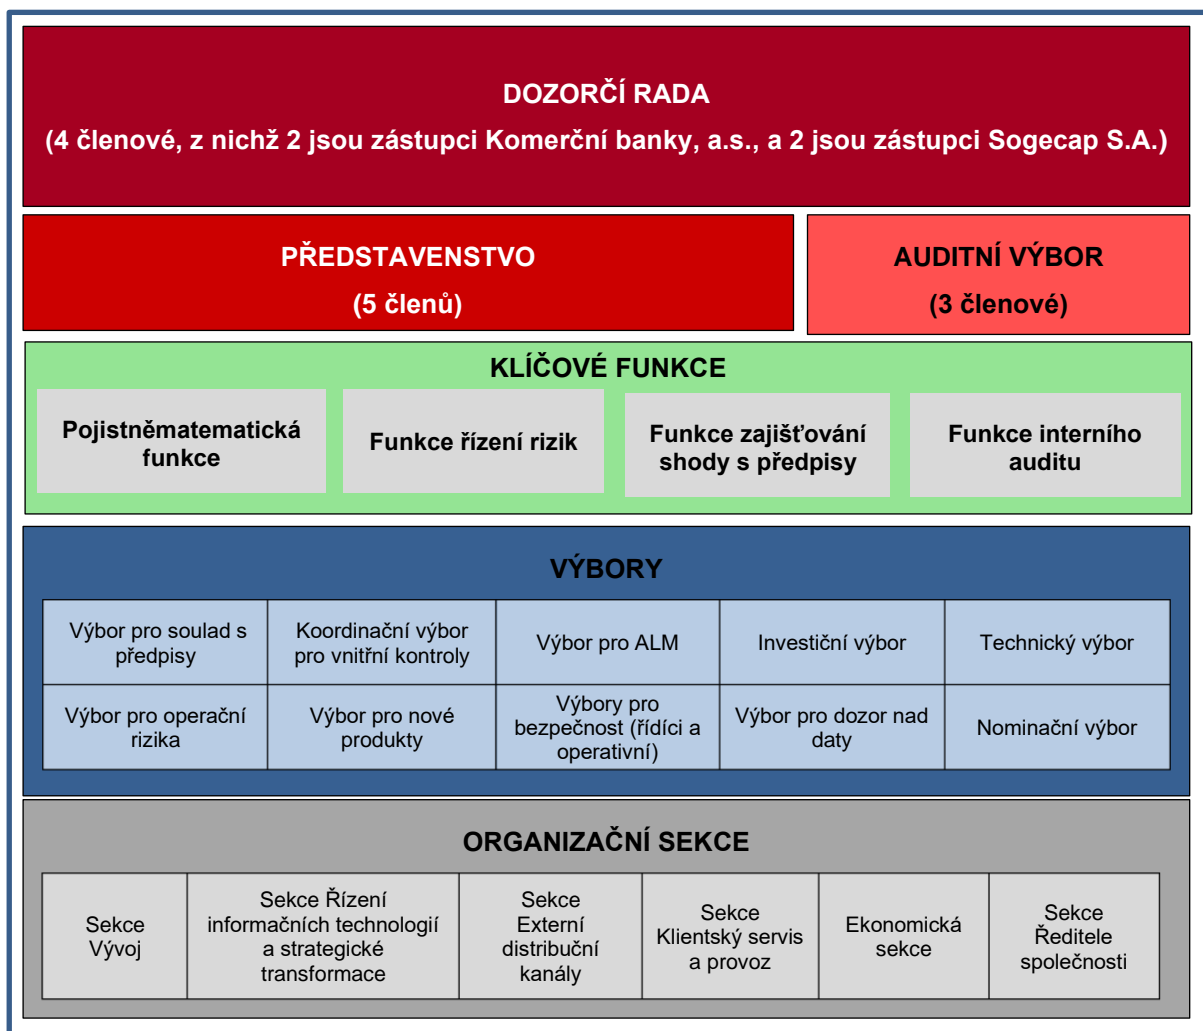 DOZORČÍ RADA
(4 členové, z nichž 2 jsou zástupci Komerční banky, a.s., a 2 jsou zástupci Sogecap S.A.)
PŘEDSTAVENSTVO
(5 členů)
AUDITNÍ VÝBOR
(3 členové)
KLÍČOVÉ FUNKCE
Pojistněmatematická
funkce
Funkce řízení rizik
Funkce zajišťování
shody s předpisy
Funkce interního
auditu
VÝBORY
Výbor pro soulad s
předpisy
Koordinační výbor
pro vnitřní kontroly
Výbor pro ALM
Investiční výbor
Technický výbor
Výbor pro operační
rizika
Výbor pro nové
produkty
Výbory pro
bezpečnost (řídíci a
operativní)
Výbor pro dozor nad
daty
Nominační výbor
ORGANIZAČNÍ SEKCE
Sekce
Vývoj
Sekce Řízení
informačních technologií
a strategické
transformace
Sekce
Externí
distribuční
kanály
Sekce
Klientský servis
a provoz
Ekonomická
sekce
Sekce
Ředitele
společnosti